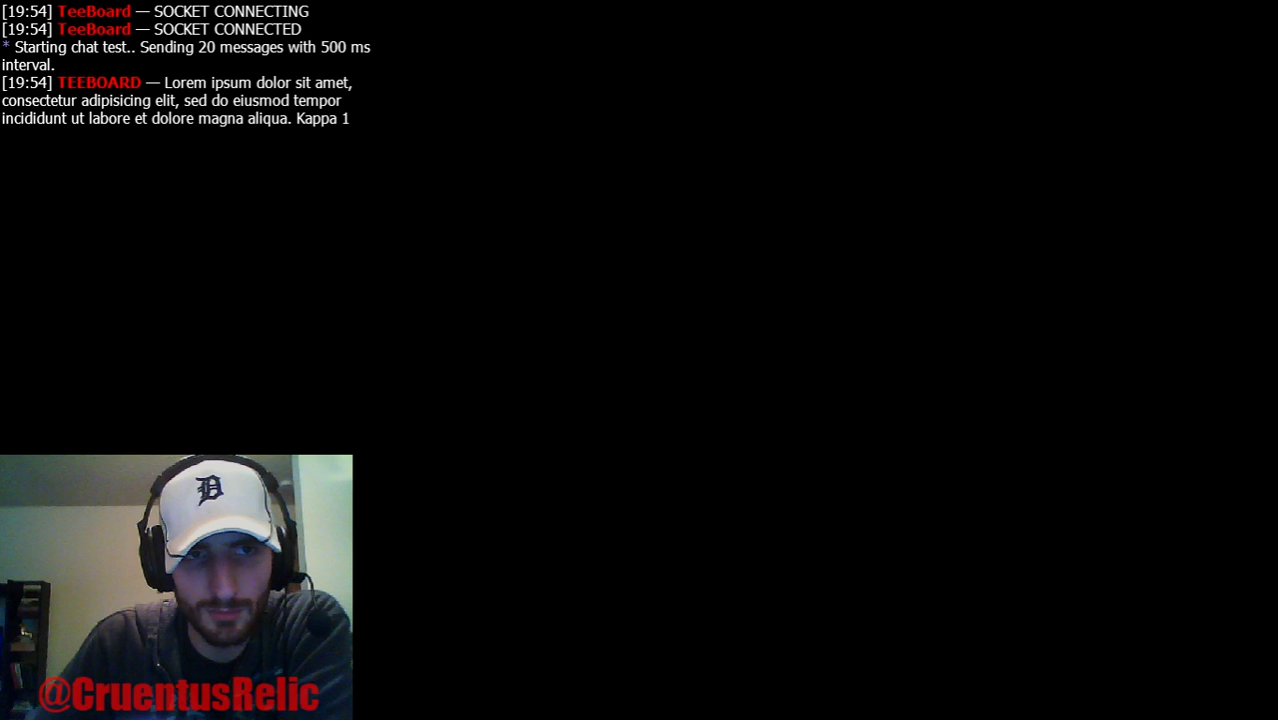 [19:54] TeeBoard — SOCKET CONNECTING
[19:54] TeeBoard — SOCKET CONNECTED
* Starting chat test.. Sending 20 messages with 500 ms
interval.
[19:54] TEEBOARD — Lorem ipsum dolor sit amet,
consectetur adipisicing elit, sed do eiusmod tempor
incididunt ut labore et dolore magna aliqua. Kappa 1
D
@CruentusRelic